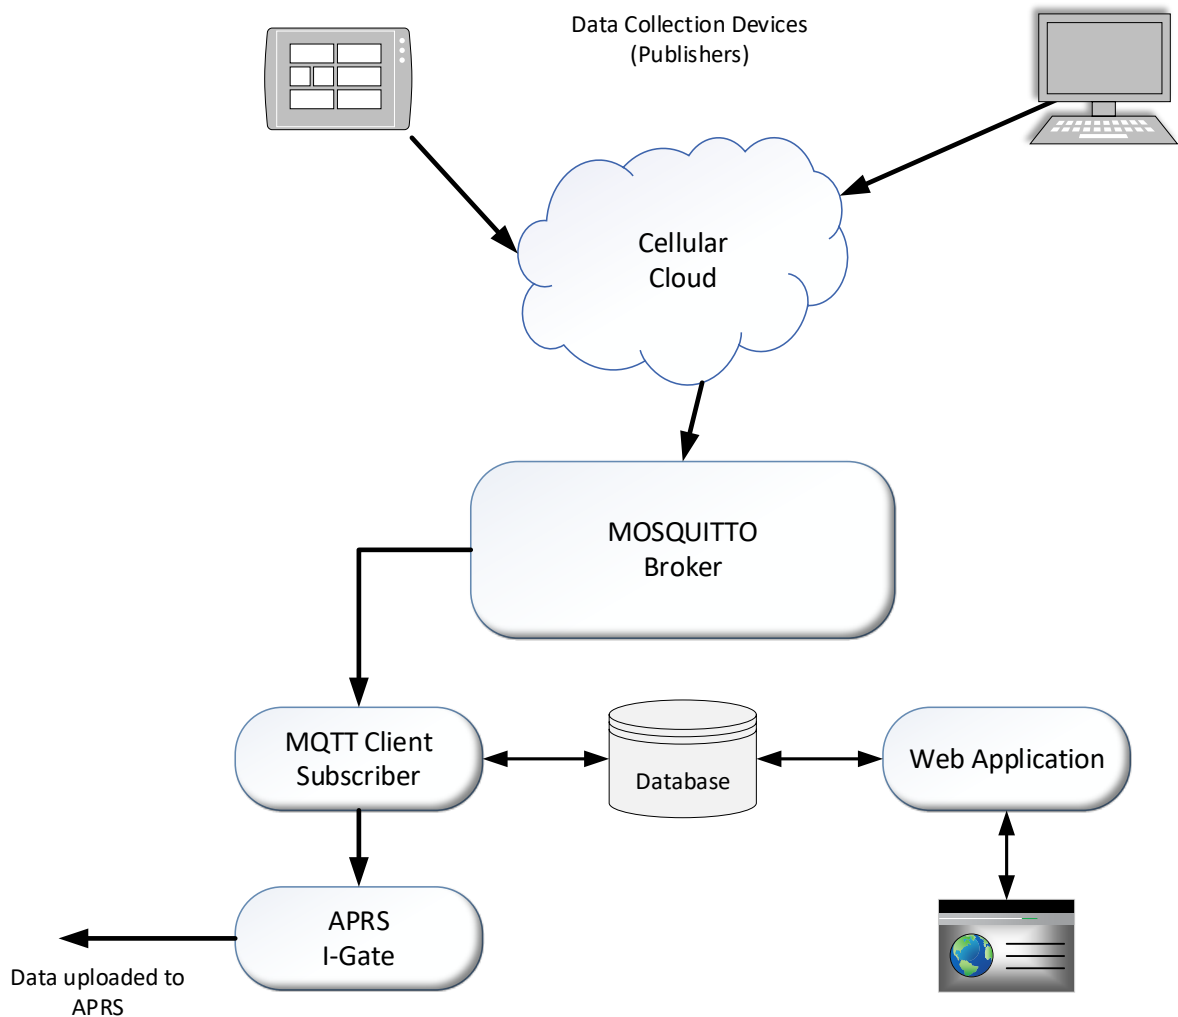 Data Collection Devices
(Publishers)
Cellular
Cloud
MOSQUITTO
Broker
MQTT Client
Subscriber
Database
Web Application
APRS
I-Gate
Data uploaded to
APRS